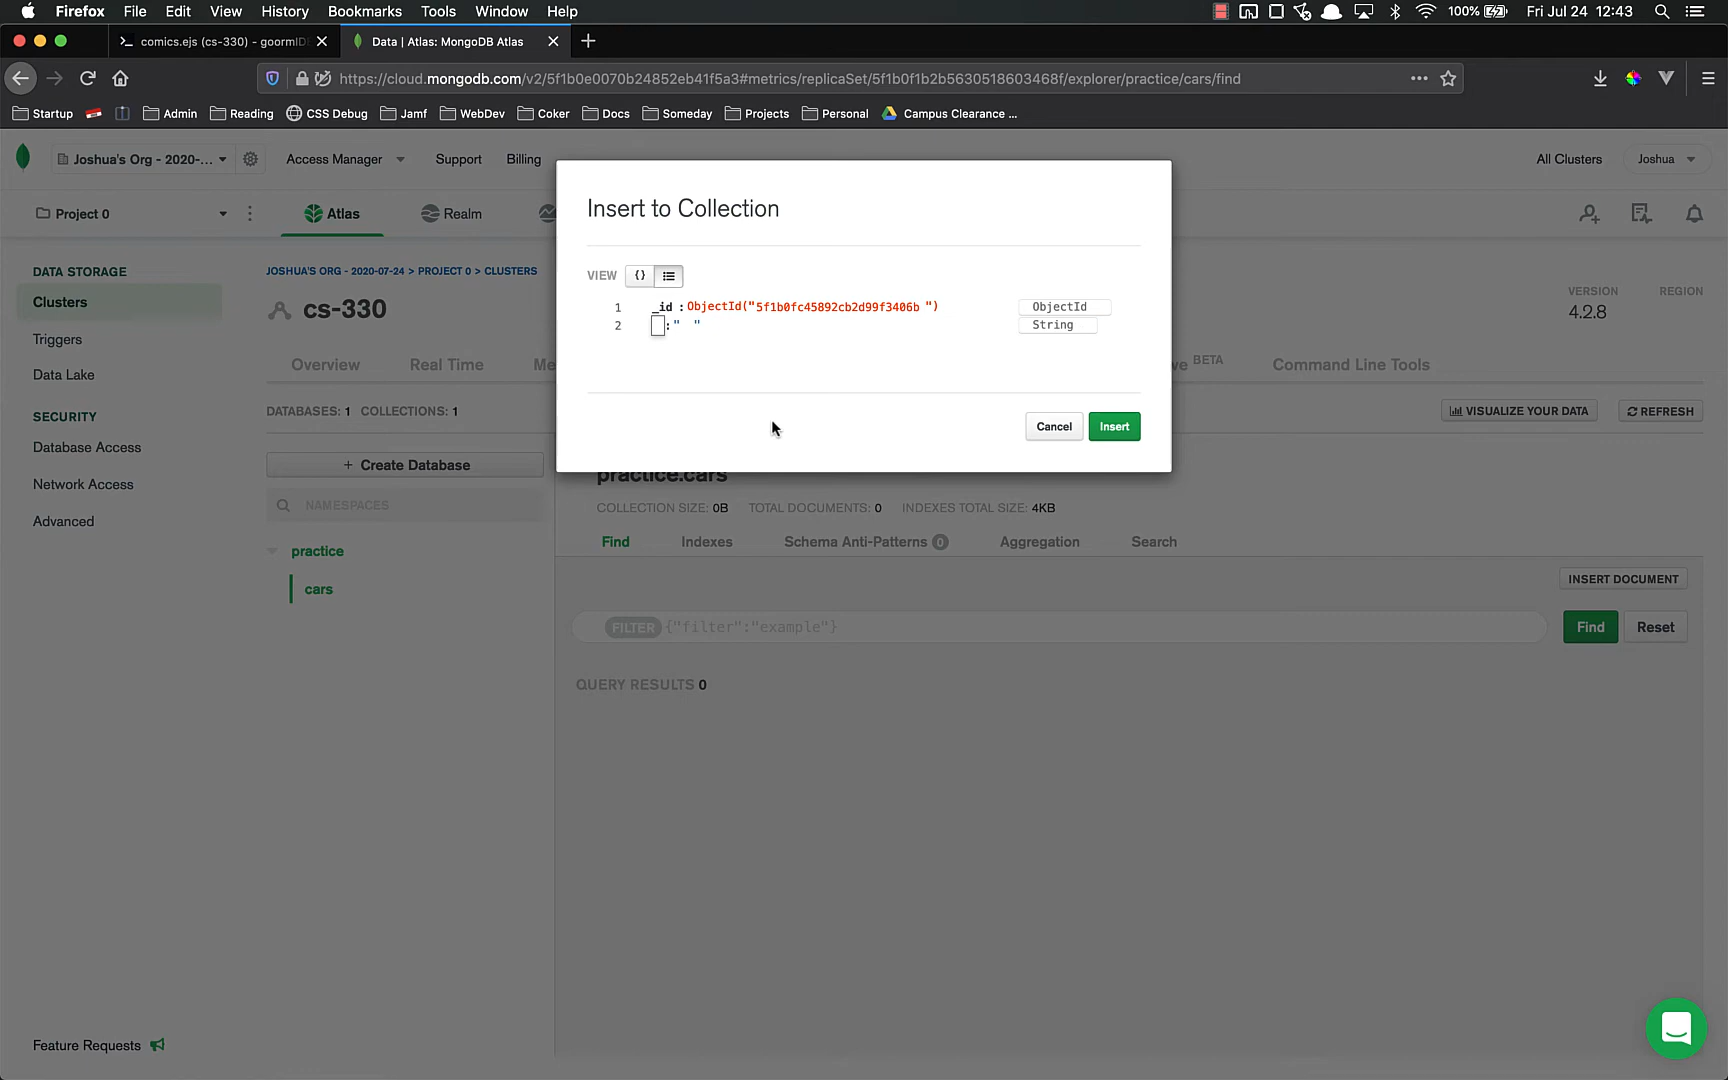 Firefox File Edit View History Bookmarks Tools Window Help 100% Fri Jul 24 12:43
comics.ejs (cs-330) - goormID Data | Atlas: MongoDB Atlas
https://cloud.mongodb.com/v2/5f1b0e0070b24852eb41f5a3#metrics/replicaSet/5f1b0f1b2b5630518603468f/explorer/practice/cars/find
Startup Admin Reading CSS Debug Jamf WebDev Coker Docs Someday Projects Personal Campus Clearance ...
Joshua's Org - 2020-... Access Manager Support Billing All Clusters Joshua
Project 0 Atlas Realm
Insert to Collection
VIEW {}
1 _id : ObjectId("5f1b0fc45892cb2d99f3406b ") ObjectId
2 :" " String
Cancel Insert
DATA STORAGE
Clusters
Triggers
Data Lake
SECURITY
Database Access
Network Access
Advanced
Feature Requests
JOSHUA'S ORG - 2020-07-24 > PROJECT 0 > CLUSTERS
cs-330
VERSION REGION
4.2.8
Overview Real Time Me ve BETA Command Line Tools
DATABASES: 1 COLLECTIONS: 1 VISUALIZE YOUR DATA REFRESH
+ Create Database
NAMESPACES
practice
cars
practice.cars
COLLECTION SIZE: 0B TOTAL DOCUMENTS: 0 INDEXES TOTAL SIZE: 4KB
Find Indexes Schema Anti-Patterns 0 Aggregation Search
INSERT DOCUMENT
FILTER {"filter":"example"} Find Reset
QUERY RESULTS 0